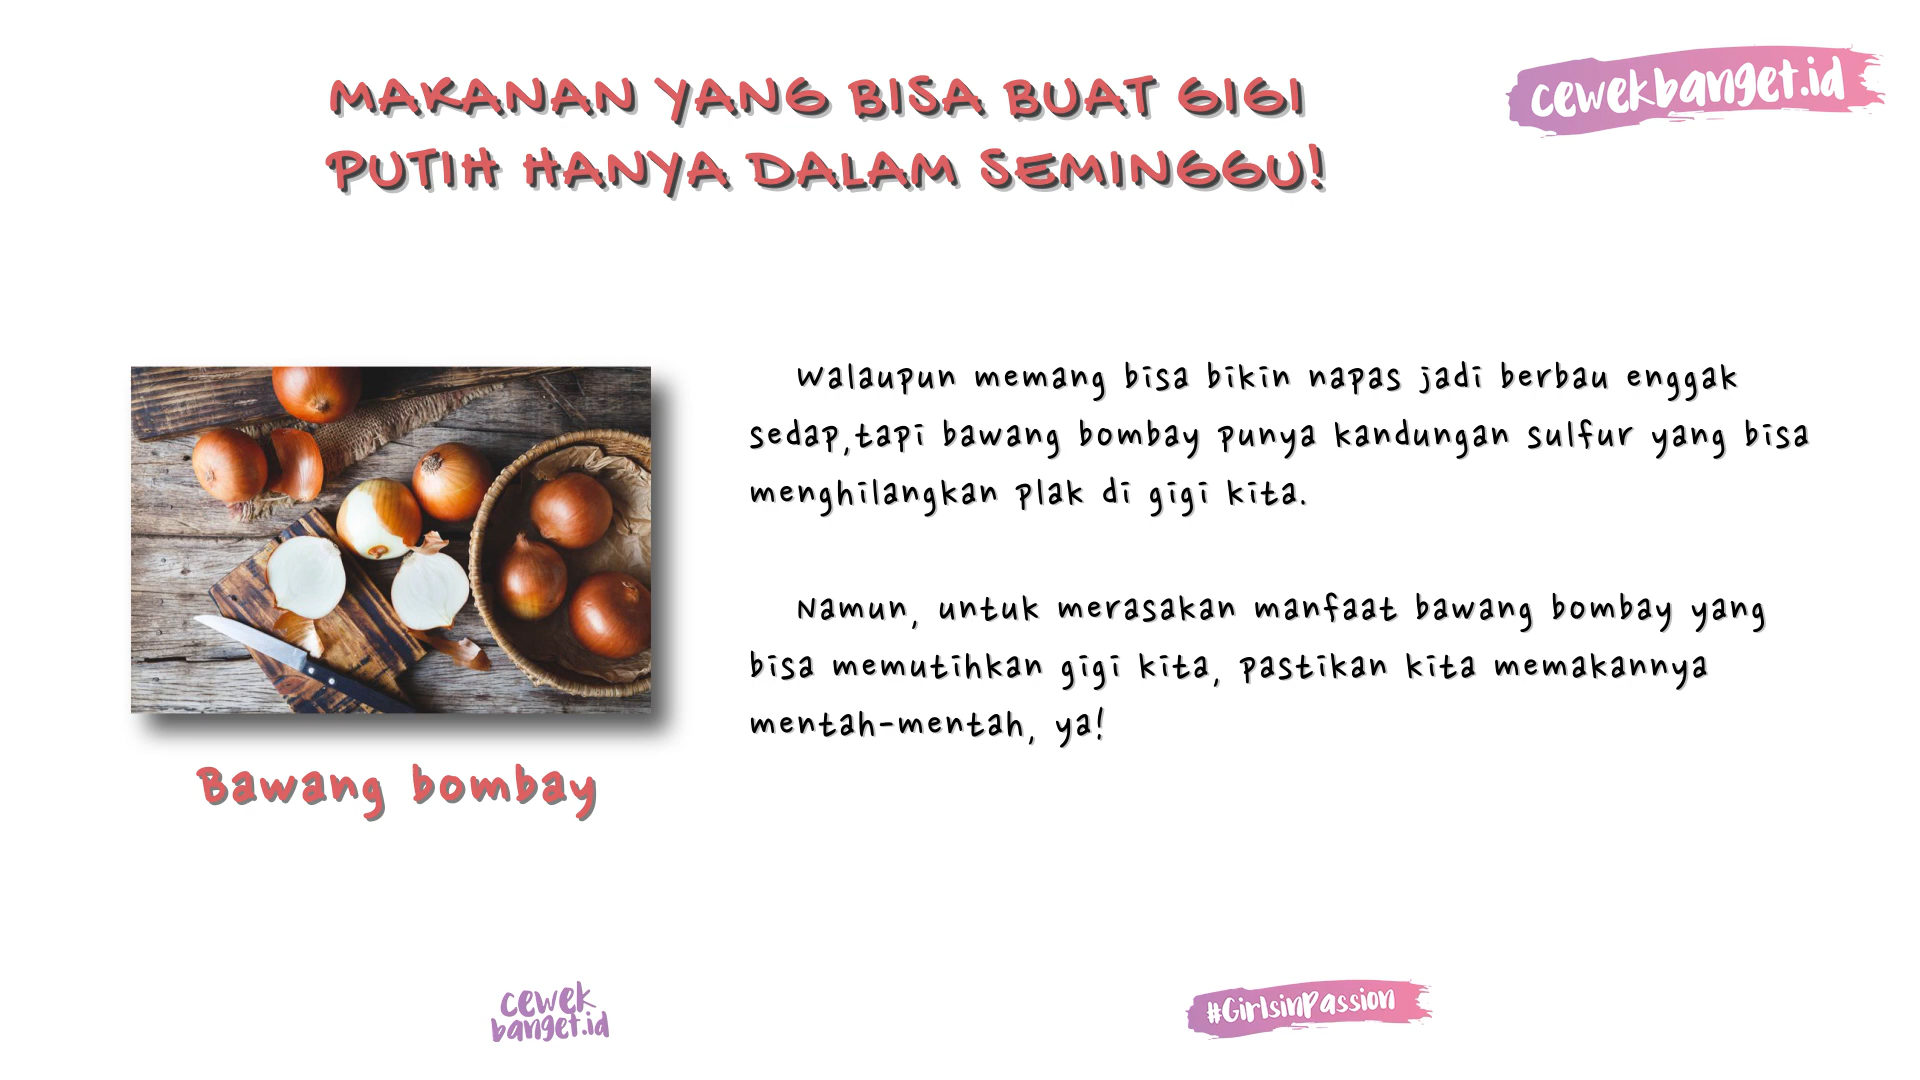 MAKANAN YANG BISA BUAT GIGI
PUTIH HANYA DALAM SEMINGGU!
cewekbanget.id
Walaupun memang bisa bikin napas jadi berbau enggak
sedap,tapi bawang bombay punya kandungan sulfur yang bisa
menghilangkan plak di gigi kita.
Namun, untuk merasakan manfaat bawang bombay yang
bisa memutihkan gigi kita, pastikan kita memakannya
mentah-mentah, ya!
Bawang bombay
cewek
banget.id
#GirlsinPassion